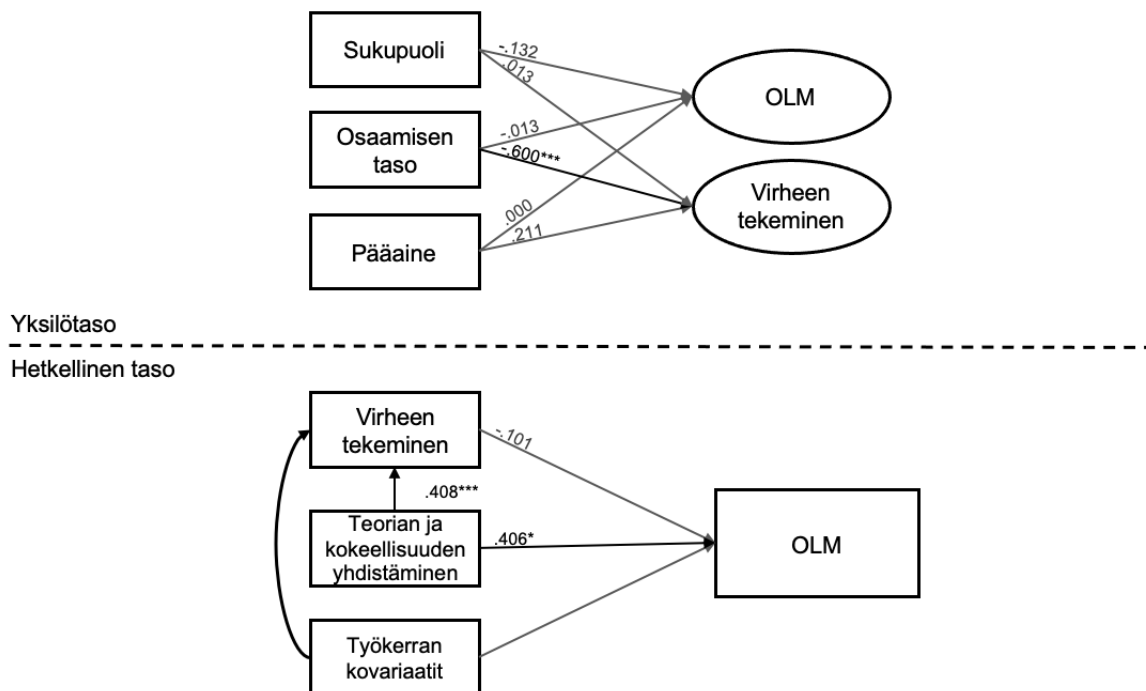 Sukupuoli
-.132
.013
OLM
Osaamisen
taso
-.013
-.600***
Virheen
tekeminen
Pääaine
.000
.211
Yksilötaso
Hetkellinen taso
Virheen
tekeminen
-.101
.408***
Teorian ja
kokeellisuuden
yhdistäminen
.406*
OLM
Työkerran
kovariaatit